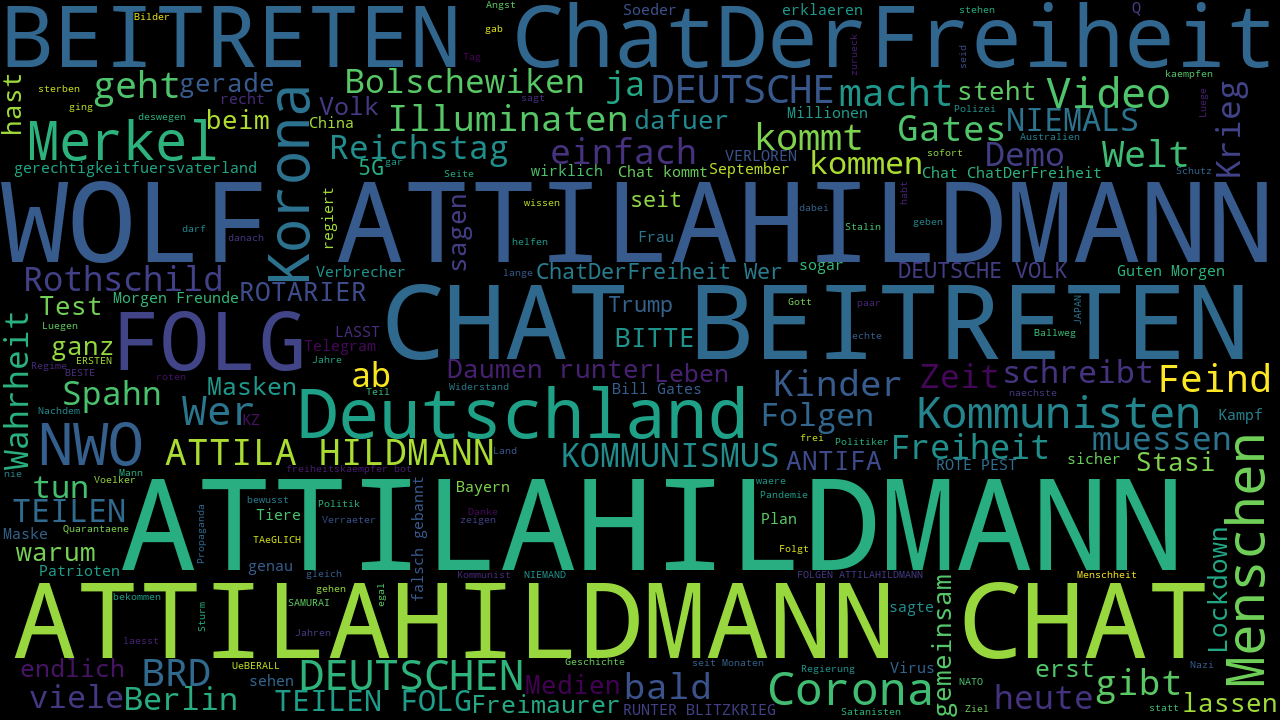 BEITRETEN ChatDerFreiheit
Bilder Angst gab Soeder erklaeren stehen Q
Tag zurueck seid
hast sterben geht gerade Bolschewiken ja DEUTSCHE macht steht Video kaempfen
ging recht Volk sagt Millionen Polizei Luege krieg
deswegen beim China Illuminaten dafuer kommt Gates NIEMALS Australien
Merkel Korona Reichstag einfach VERLOREN kommen sofort Demo Welt
gerechtigkeitfuersvaterland 5G gar Seite wirklich Chat kommt September Chat ChatDerFreiheit Schutz
WOLF ATTILAHILDMANN
regiert sagen wissen seit dabei habt
darf danach helfen Frau Stalin geben
Rothschild Verbrecher lange ChatDerFreiheit Wer sogar DEUTSCHE VOLK Guten Morgen
Test Morgen Freunde ROTARIER CHAT BEITRETEN
Trump Gott paar JAPAN
Luegen FOLG LASST BITTE echte Ballweg
Wahrheit ganz ERSTEN Telegram
Regime BESTE roten Jahre ab Daumen runter Leben Kinder Zeit schreibt Feind
Spahn Masken Teil Widerstand Bill Gates naechste
Nachdem Wer KZ Deutschland Folgen Kommunisten Kampf
NWO frei Politiker Freiheit muessen
ATTILA HILDMANN Land KOMMUNISMUS ANTIFA ROTE PEST sicher Stasi Menschen
nie Voelker Mann freiheitskaempfer bot
tun ATTILAHILDMANN waere
TEILEN bewusst Politik falsch gebannt Bayern Pandemie
Quarantaene Propaganda Tiere Verraeter Danke zeigen Plan
Maske TAeGLICH Lockdown
warum genau Folgt
Patrioten gleich Kommunist NIEMAND FOLGEN ATTILAHILDMANN Menschheit
ATTILAHILDMANN CHAT
bekommen gehen egal gemeinsam
Sturm SAMURAI sagte
laesst Jahren
endlich BRD UeBERALL sehen DEUTSCHEN Geschichte seit Monaten Regierung Virus erst gibt Nazi
Medien bald Corona NATO heute
viele Berlin TEILEN FOLG Freimaurer RUNTER BLITZKRIEG Satanisten Ziel statt lassen